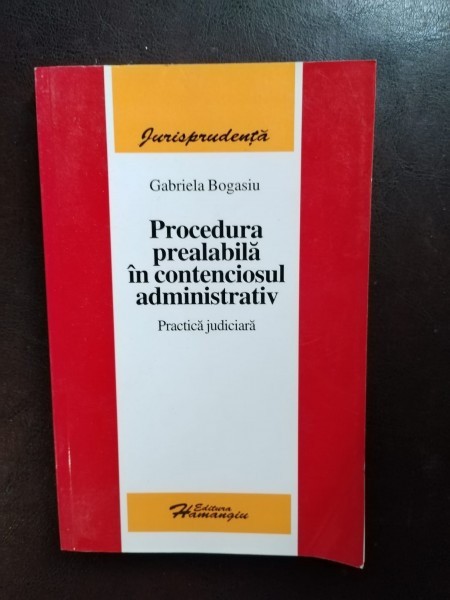 Jurisprudență
Gabriela Bogasiu
Procedura
prealabilă
în contenciosul
administrativ
Practică judiciară
Editura
Hamangiu